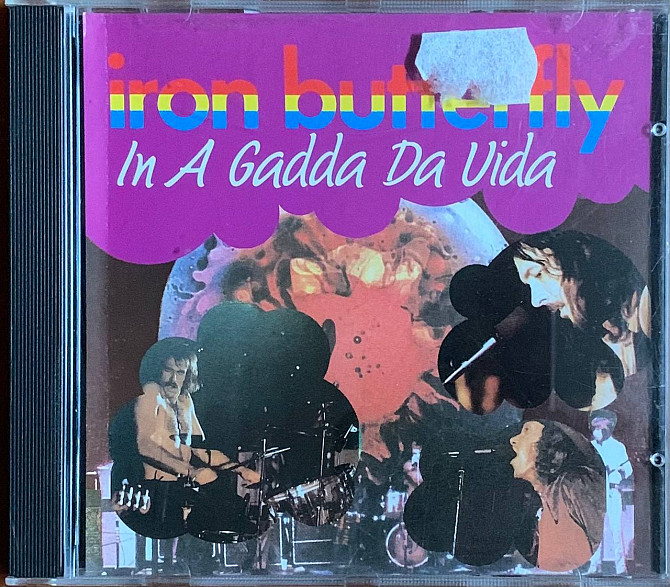 iron butterfly
In A Gadda Da Vida